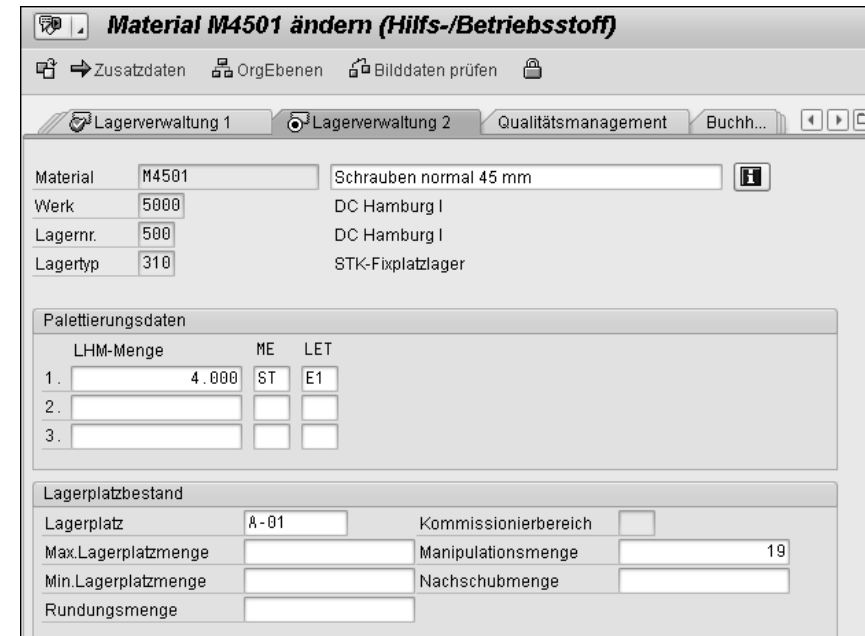 Material M4501 ändern (Hilfs-/Betriebsstoff)
Zusatzdaten OrgEbenen Bilddaten prüfen
Lagerverwaltung 1 Lagerverwaltung 2 Qualitätsmanagement Buchh...
Material M4501 Schrauben normal 45 mm
Werk 5000 DC Hamburg I
Lagernr. 500 DC Hamburg I
Lagertyp 310 STK-Fixplatzlager
Palettierungsdaten
LHM-Menge ME LET
1. 4.000 ST E1
2.
3.
Lagerplatzbestand
Lagerplatz A-01 Kommissionierbereich
Max.Lagerplatzmenge Manipulationsmenge 19
Min.Lagerplatzmenge Nachschubmenge
Rundungsmenge